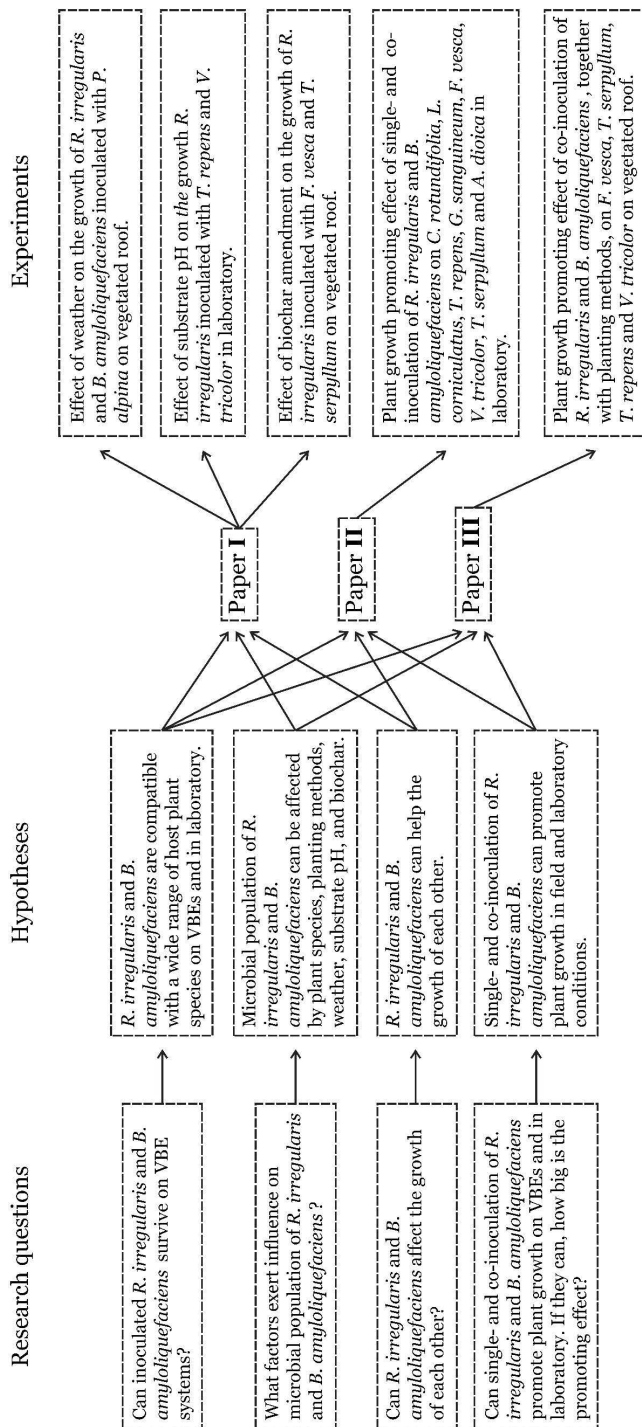 Research questions
Can inoculated R. irregularis and B.
amyloliquefaciens survive on VBE
systems?
What factors exert influence on
microbial population of R. irregularis
and B. amyloliquefaciens ?
Can R. irregularis and B.
amyloliquefaciens affect the growth
of each other?
Can single- and co-inoculation of R.
irregularis and B. amyloliquefaciens
promote plant growth on VBEs and in
laboratory. If they can, how big is the
promoting effect?
Hypotheses
R. irregularis and B.
amyloliquefaciens are compatible
with a wide range of host plant
species on VBEs and in laboratory.
Microbial population of R.
irregularis and B.
amyloliquefaciens can be affected
by plant species, planting methods,
weather, substrate pH, and biochar.
R. irregularis and B.
amyloliquefaciens can help the
growth of each other.
Single- and co-inoculation of R.
irregularis and B.
amyloliquefaciens can promote
plant growth in field and laboratory
conditions.
Paper I
Paper II
Paper III
Experiments
Effect of weather on the growth of R. irregularis
and B. amyloliquefaciens inoculated with P.
alpina on vegetated roof.
Effect of substrate pH on the growth R.
irregularis inoculated with T. repens and V.
tricolor in laboratory.
Effect of biochar amendment on the growth of R.
irregularis inoculated with F. vesca and T.
serpyllum on vegetated roof.
Plant growth promoting effect of single- and co-
inoculation of R. irregularis and B.
amyloliquefaciens on C. rotundifolia, L.
corniculatus, T. repens, G. sanguineum, F. vesca,
V. tricolor, T. serpyllum and A. dioica in
laboratory.
Plant growth promoting effect of co-inoculation of
R. irregularis and B. amyloliquefaciens , together
with planting methods, on F. vesca, T. serpyllum,
T. repens and V. tricolor on vegetated roof.